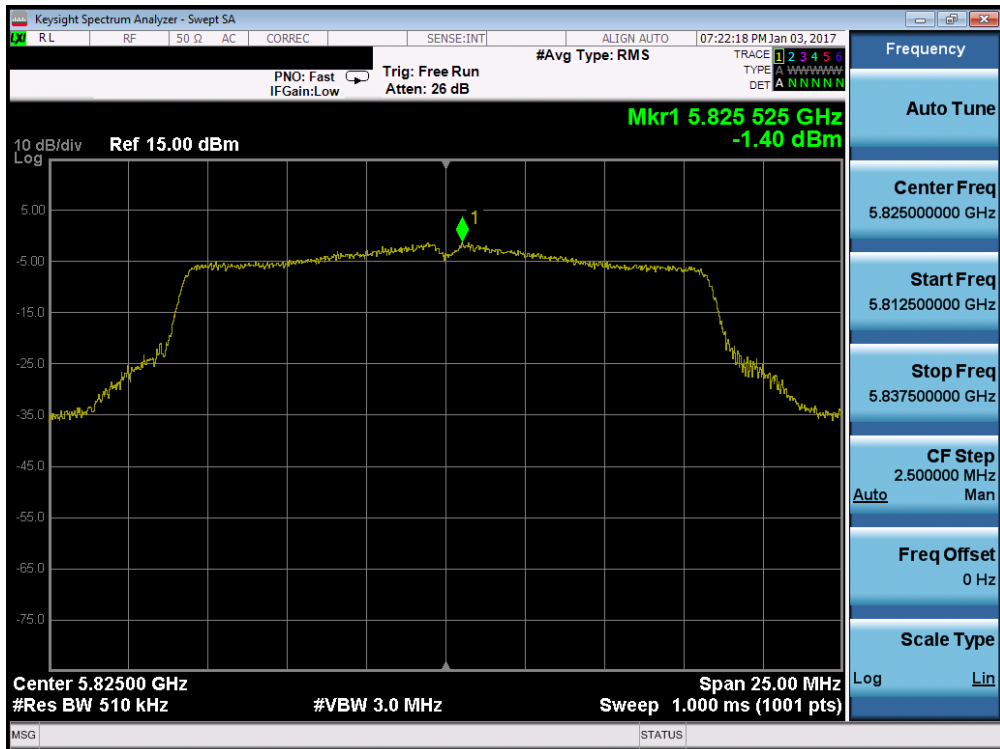 Keysight Spectrum Analyzer - Swept SA
LXI RL RF 50 Ω AC CORREC SENSE:INT ALIGN AUTO 07:22:18 PM Jan 03, 2017
#Avg Type: RMS
TRACE 1 2 3 4 5 6
TYPE A WWWWW
DET A N N N N N
PNO: Fast
IFGain:Low
Trig: Free Run
Atten: 26 dB
Mkr1 5.825 525 GHz
-1.40 dBm
10 dB/div
Log
Ref 15.00 dBm
1
5.00
-5.00
-15.0
-25.0
-35.0
-45.0
-55.0
-65.0
-75.0
Center 5.82500 GHz
Span 25.00 MHz
#Res BW 510 kHz
#VBW 3.0 MHz
Sweep 1.000 ms (1001 pts)
MSG
STATUS
Frequency
Auto Tune
Center Freq
5.825000000 GHz
Start Freq
5.812500000 GHz
Stop Freq
5.837500000 GHz
CF Step
2.500000 MHz
Auto Man
Freq Offset
0 Hz
Scale Type
Log Lin